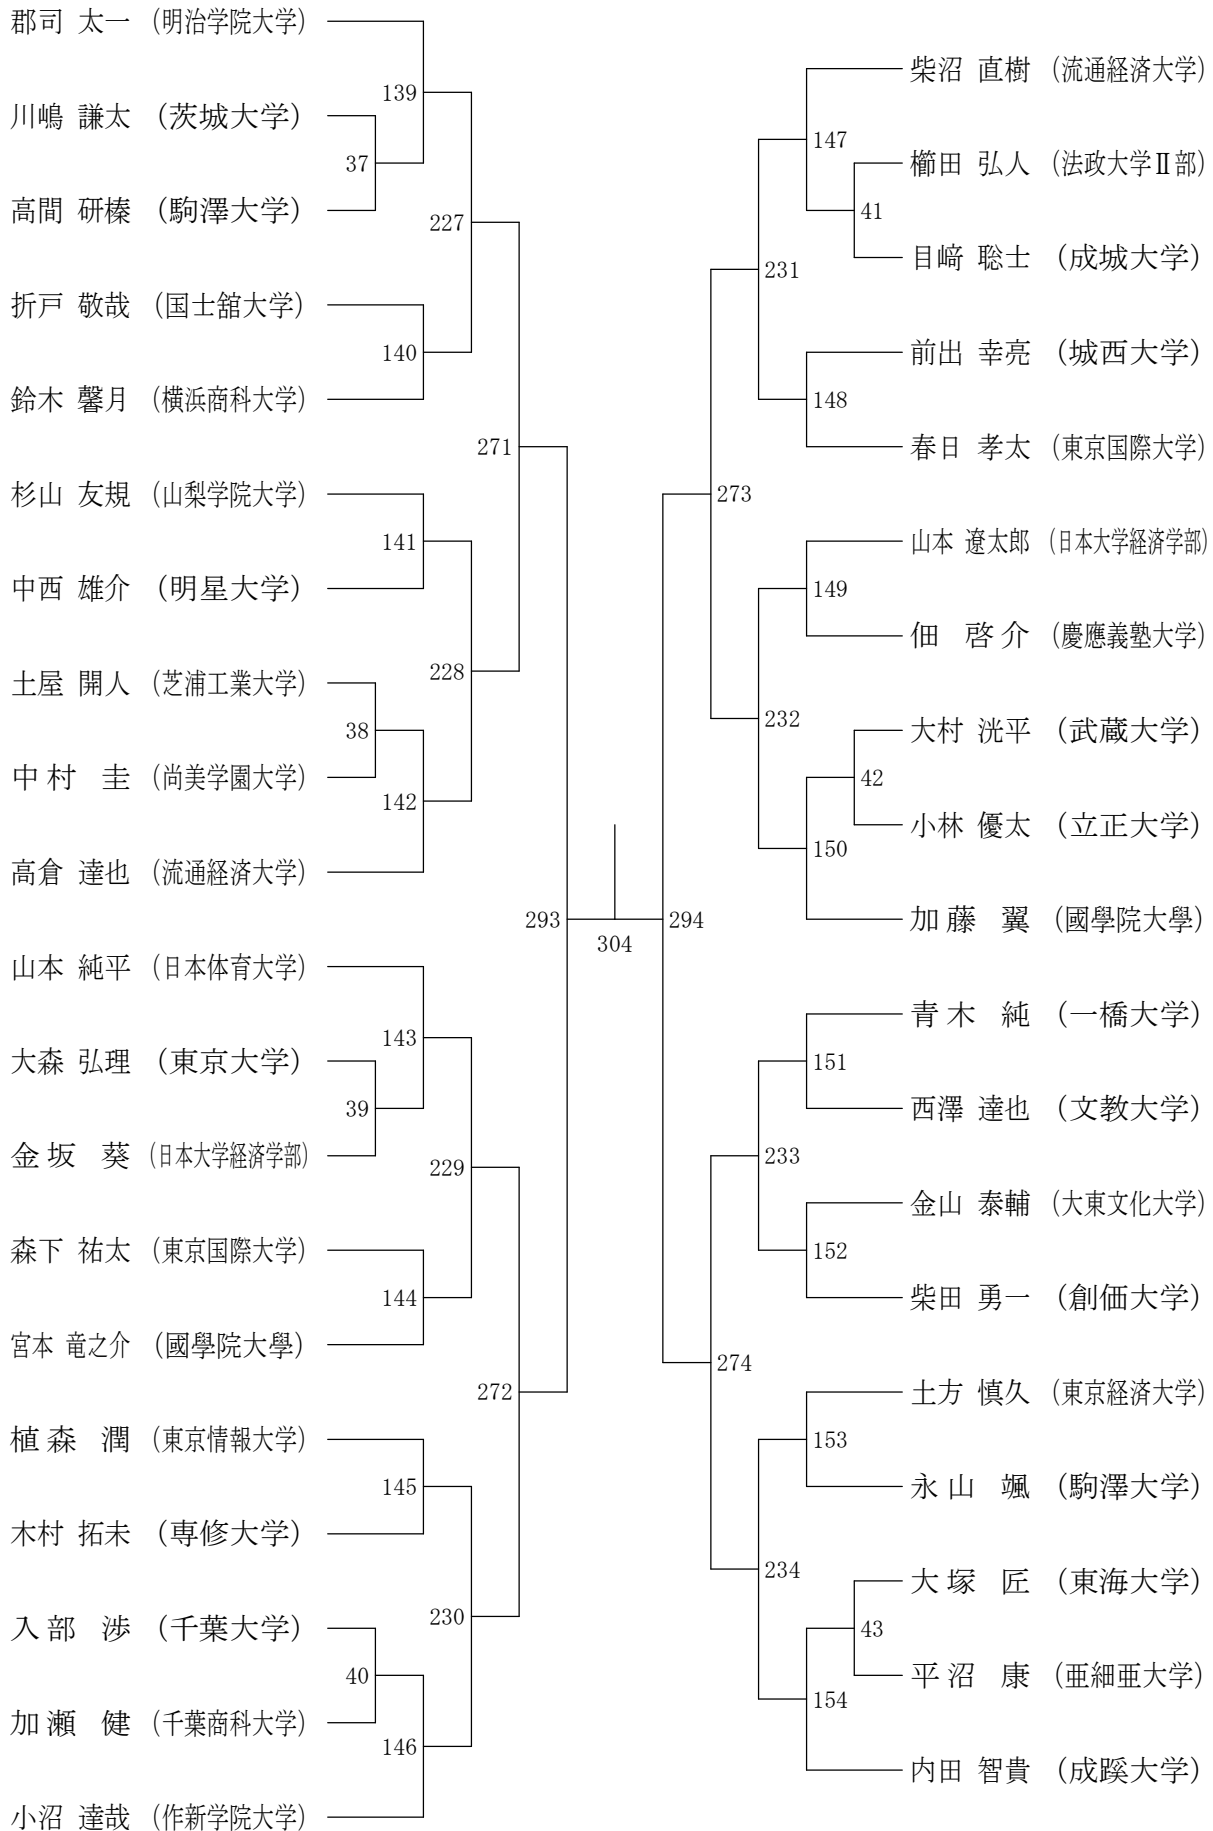 郡司 太一 (明治学院大学)
139
川嶋 謙太 (茨城大学)
37
高間 研榛 (駒澤大学)
227
折戸 敬哉 (国士舘大学)
140
鈴木 馨月 (横浜商科大学)
271
杉山 友規 (山梨学院大学)
141
中西 雄介 (明星大学)
228
土屋 開人 (芝浦工業大学)
38
中村 圭 (尚美学園大学)
142
高倉 達也 (流通経済大学)
293
山本 純平 (日本体育大学)
143
大森 弘理 (東京大学)
39
金坂 葵 (日本大学経済学部)
229
森下 祐太 (東京国際大学)
144
宮本 竜之介 (國學院大學)
272
植森 潤 (東京情報大学)
145
木村 拓未 (専修大学)
230
入部 渉 (千葉大学)
40
加瀬 健 (千葉商科大学)
146
小沼 達哉 (作新学院大学)
304
柴沼 直樹 (流通経済大学)
147
櫛田 弘人 (法政大学Ⅱ部)
41
目﨑 聡士 (成城大学)
231
前出 幸亮 (城西大学)
148
春日 孝太 (東京国際大学)
273
山本 遼太郎 (日本大学経済学部)
149
佃 啓介 (慶應義塾大学)
232
大村 洸平 (武蔵大学)
42
小林 優太 (立正大学)
150
加藤 翼 (國學院大學)
294
青木 純 (一橋大学)
151
西澤 達也 (文教大学)
233
金山 泰輔 (大東文化大学)
152
柴田 勇一 (創価大学)
274
土方 慎久 (東京経済大学)
153
永山 颯 (駒澤大学)
234
大塚 匠 (東海大学)
43
平沼 康 (亜細亜大学)
154
内田 智貴 (成蹊大学)